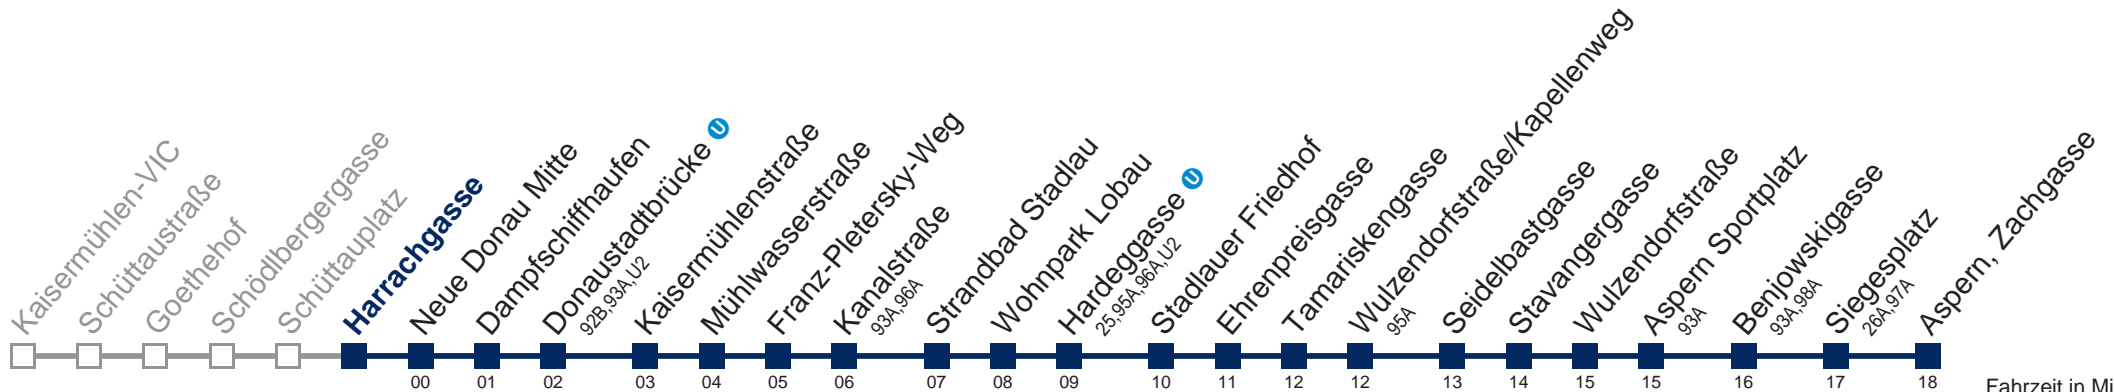 Kaisermühlen-VIC
Schüttaustraße
Goethehof
Schödlbergergasse
Schüttauplatz
Harrachgasse
Neue Donau Mitte
00
Dampfschiffhaufen
01
Donaustadtbrücke U
92B,93A,U2
02
Kaisermühlenstraße
03
Mühlwasserstraße
04
Franz-Pletersky-Weg
05
Kanalstraße
93A,96A
06
Strandbad Stadlau
07
Wohnpark Lobau
08
Hardeggasse U
25,95A,96A,U2
09
Stadlauer Friedhof
10
Ehrenpreisgasse
11
Tamariskengasse
12
Wulzendorfstraße/Kapellenweg
95A
12
Seidelbastgasse
13
Stavangergasse
14
Wulzendorfstraße
15
Aspern Sportplatz
93A
15
Benjowskigasse
93A,98A
16
Siegesplatz
26A,97A
17
Aspern, Zachgasse
18
Fahrzeit in Mi